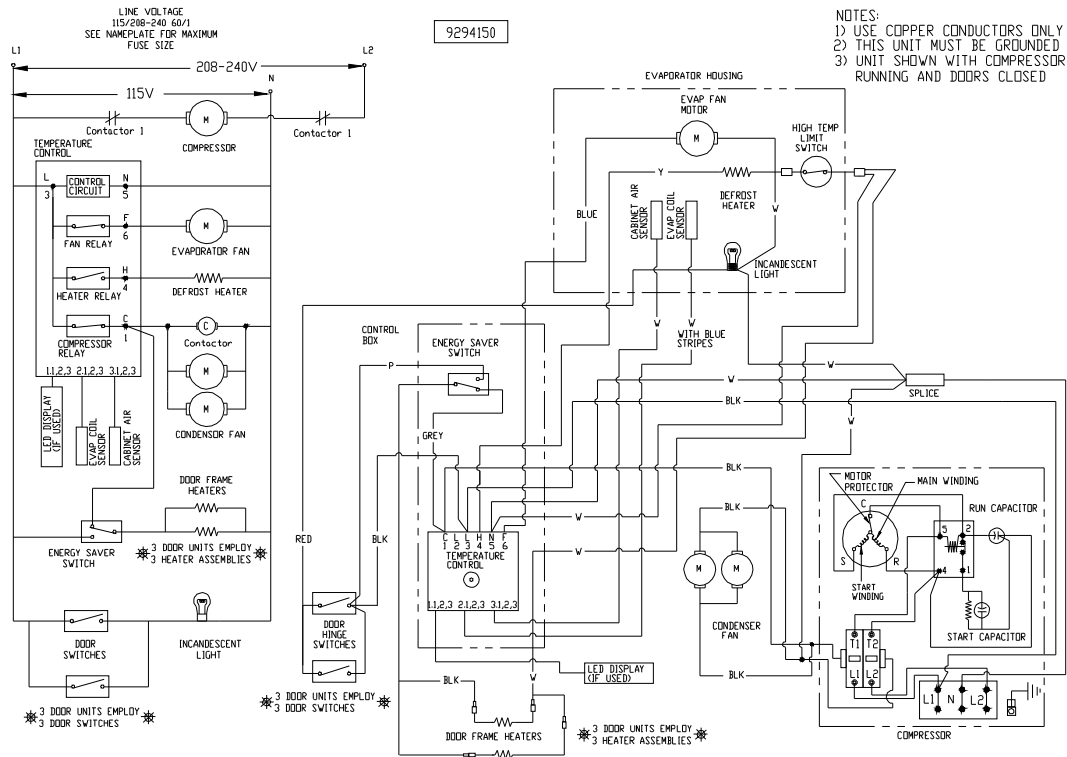 LINE VOLTAGE
115/208-240 60/1
SEE NAMEPLATE FOR MAXIMUM
FUSE SIZE
9294150
NOTES:
1) USE COPPER CONDUCTORS ONLY
2) THIS UNIT MUST BE GROUNDED
3) UNIT SHOWN WITH COMPRESSOR
RUNNING AND DOORS CLOSED
L1
L2
208-240V
N
115V
Contactor 1
M
Contactor 1
COMPRESSOR
TEMPERATURE
CONTROL
L
3
CONTROL
CIRCUIT
N
5
F
6
FAN RELAY
M
EVAPORATOR FAN
H
4
HEATER RELAY
DEFROST HEATER
C
1
COMPRESSOR
RELAY
C
Contactor
M
M
CONDENSOR FAN
1.1,2,3 2.1,2,3 3.1,2,3
LED DISPLAY
(IF USED)
EVAP COIL
SENSOR
CABINET AIR
SENSOR
DOOR FRAME
HEATERS
ENERGY SAVER
SWITCH
3 DOOR UNITS EMPLOY
3 HEATER ASSEMBLIES
DOOR
SWITCHES
INCANDESCENT
LIGHT
3 DOOR UNITS EMPLOY
3 DOOR SWITCHES
EVAPORATOR HOUSING
EVAP FAN
MOTOR
M
HIGH TEMP
LIMIT
SWITCH
Y
DEFROST
HEATER
W
BLUE
CABINET AIR
SENSOR
EVAP COIL
SENSOR
INCANDESCENT
LIGHT
W
W
WITH BLUE
STRIPES
CONTROL
BOX
ENERGY SAVER
SWITCH
P
GREY
W
W
SPLICE
BLK
W
BLK
W
BLK
W
RED
BLK
C L L H N F
1 2 3 4 5 6
TEMPERATURE
CONTROL
1.1,2,3 2.1,2,3 3.1,2,3
DOOR
HINGE
SWITCHES
3 DOOR UNITS EMPLOY
3 DOOR SWITCHES
LED DISPLAY
(IF USED)
BLK
W
DOOR FRAME HEATERS
3 DOOR UNITS EMPLOY
3 HEATER ASSEMBLIES
M
M
CONDENSER
FAN
BLK
MOTOR
PROTECTOR
MAIN WINDING
C
S
R
START
WINDING
RUN CAPACITOR
5
2
4
1
START CAPACITOR
T1
T2
L1
L2
L1
N
L2
COMPRESSOR